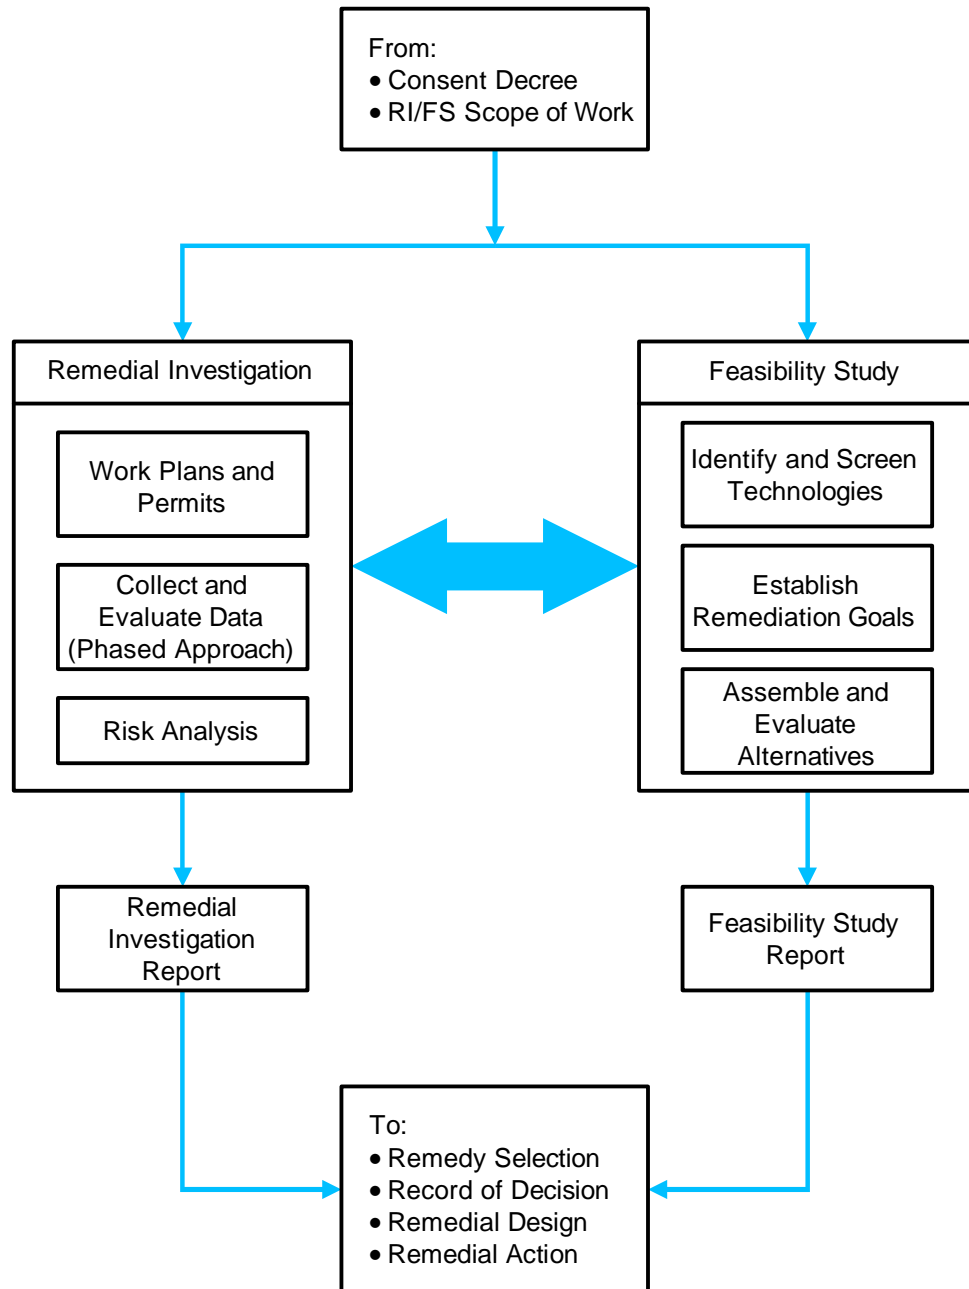 From:
• Consent Decree
• RI/FS Scope of Work
Remedial Investigation
Work Plans and
Permits
Collect and
Evaluate Data
(Phased Approach)
Risk Analysis
Feasibility Study
Identify and Screen
Technologies
Establish
Remediation Goals
Assemble and
Evaluate
Alternatives
Remedial
Investigation
Report
Feasibility Study
Report
To:
• Remedy Selection
• Record of Decision
• Remedial Design
• Remedial Action